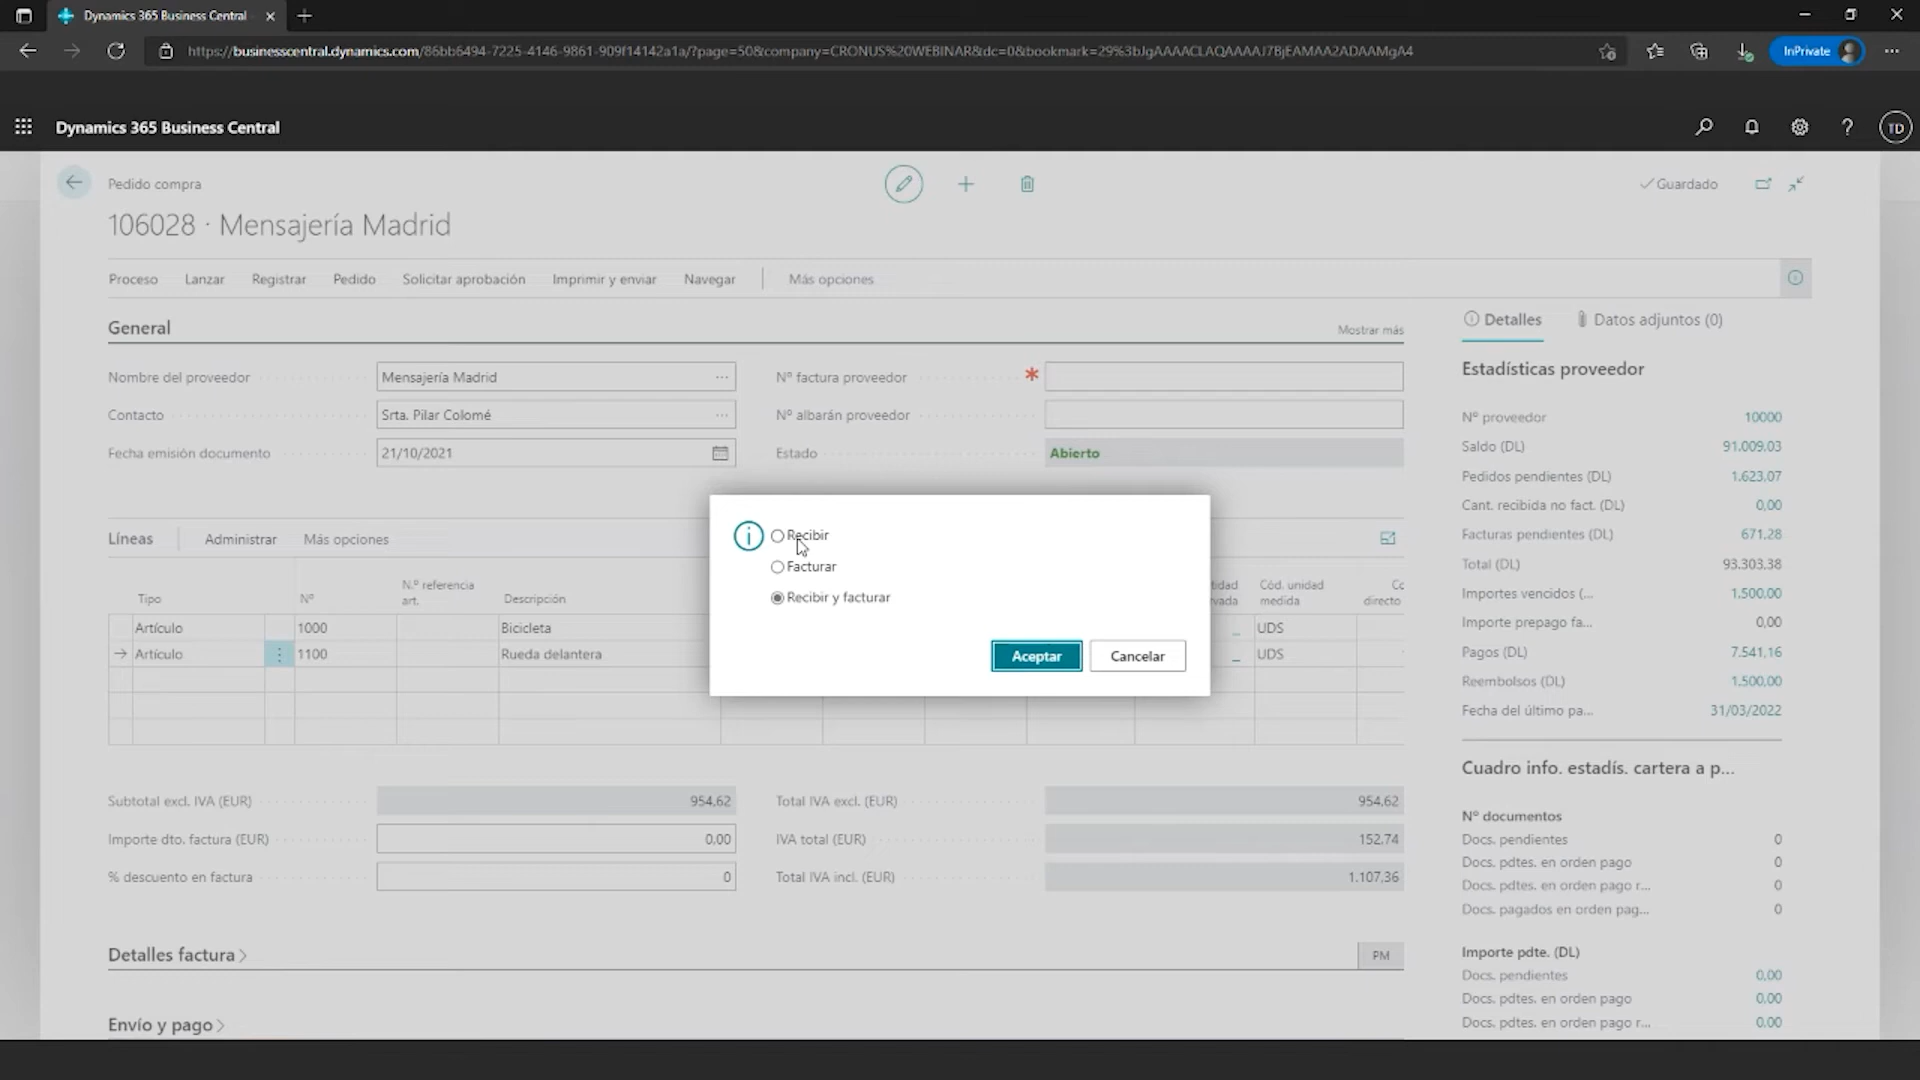 Dynamics 365 Business Central
https://businesscentral.dynamics.com/86bb6494-7225-4146-9861-909f14142a1a/?page=50&company=CRONUS%20WEBINAR&dc=0&bookmark=29%3bJgAAAACLAQAAAAJ7BjEAMAA2ADAAMgA4
InPrivate
Dynamics 365 Business Central
TD
Pedido compra
Guardado
106028 · Mensajería Madrid
Proceso Lanzar Registrar Pedido Solicitar aprobación Imprimir y enviar Navegar Más opciones
General
Mostrar más
Nombre del proveedor Mensajería Madrid
Nº factura proveedor
Contacto Srta. Pilar Colomé
Nº albarán proveedor
Fecha emisión documento 21/10/2021
Estado Abierto
Líneas Administrar Más opciones
Tipo Nº N.º referencia art. Descripción
Cód. unidad medida
directo
Artículo 1000 Bicicleta UDS
Artículo 1100 Rueda delantera UDS
Recibir
Facturar
Recibir y facturar
Aceptar Cancelar
Subtotal excl. IVA (EUR) 954,62
Total IVA excl. (EUR) 954,62
Importe dto. factura (EUR) 0,00
IVA total (EUR) 152,74
% descuento en factura 0
Total IVA incl. (EUR) 1.107,36
Detalles factura
PM
Envío y pago
Detalles Datos adjuntos (0)
Estadísticas proveedor
Nº proveedor 10000
Saldo (DL) 91.009,03
Pedidos pendientes (DL) 1.623,07
Cant. recibida no fact. (DL) 0,00
Facturas pendientes (DL) 671,28
Total (DL) 93.303,38
Importes vencidos (... 1.500,00
Importe prepago fa... 0,00
Pagos (DL) 7.541,16
Reembolsos (DL) 1.500,00
Fecha del último pa... 31/03/2022
Cuadro info. estadís. cartera a p...
Nº documentos
Docs. pendientes 0
Docs. pdtes. en orden pago 0
Docs. pdtes. en orden pago r... 0
Docs. pagados en orden pag... 0
Importe pdte. (DL)
Docs. pendientes 0,00
Docs. pdtes. en orden pago 0,00
Docs. pdtes. en orden pago r... 0,00